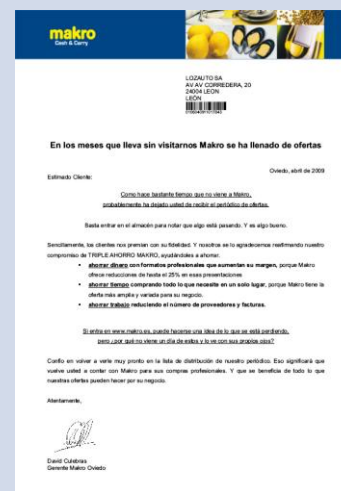 makro
Cash & Carry
LOZAUTO SA
AV AV CORREDERA, 20
24004 LEON
LEON
En los meses que lleva sin visitarnos Makro se ha llenado de ofertas
Oviedo, abril de 2009
Estimado Cliente:
Como hace bastante tiempo que no viene a Makro,
probablemente ha dejado usted de recibir el periódico de ofertas.
Basta entrar en el almacén para notar que algo está pasando. Y es algo bueno.
Sencillamente, los clientes nos premian con su fidelidad. Y nosotros se lo agradecemos reafirmando nuestro
compromiso de TRIPLE AHORRO MAKRO, ayudándoles a ahorrar.
• ahorrar dinero con formatos profesionales que aumentan su margen, porque Makro
ofrece reducciones de hasta el 25% en esas presentaciones
• ahorrar tiempo comprando todo lo que necesite en un solo lugar, porque Makro tiene la
oferta más amplia y variada para su negocio.
• ahorrar trabajo reduciendo el número de proveedores y facturas.
Si entra en www.makro.es, puede hacerse una idea de lo que se está perdiendo,
pero ¿por qué no viene un día de estos y lo ve con sus propios ojos?
Confío en volver a verle muy pronto en la lista de distribución de nuestro periódico. Eso significará que
vuelve usted a contar con Makro para sus compras profesionales. Y que se beneficia de todo lo que
nuestras ofertas pueden hacer por su negocio.
Atentamente,
David Culebras
Gerente Makro Oviedo